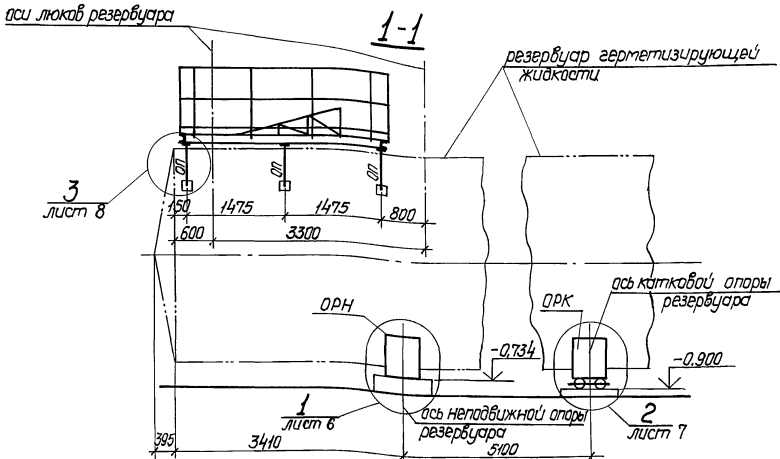 оси люков резервуара
1-1
резервуар герметизирующей
жидкости
ОП
ОП
ОП
3
лист 8
150
1475
1475
800
600
3300
ось катковой опоры
резервуара
ОРН
ОРК
-0,734
-0.900
1
лист 6
ось неподвижной опоры
резервуара
2
лист 7
395
3410
5100